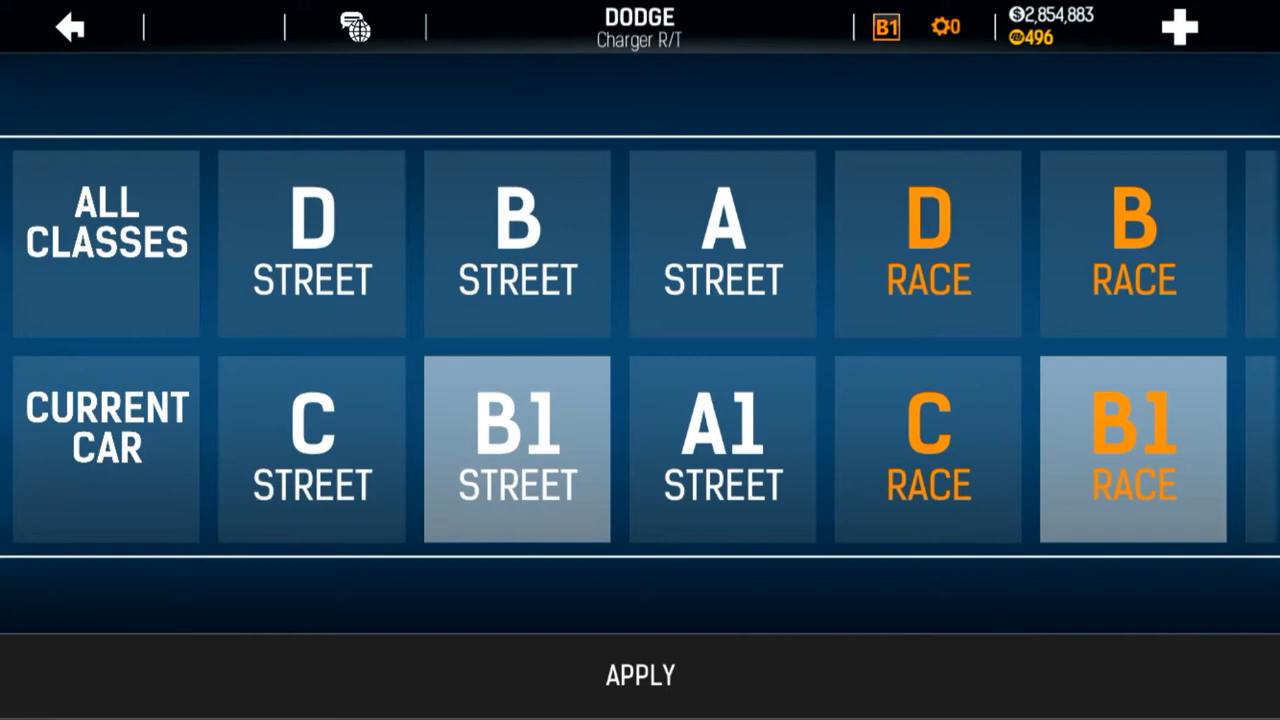 DODGE
Charger R/T
B1
0
2,854,883
496
ALL
CLASSES
D
STREET
B
STREET
A
STREET
D
RACE
B
RACE
CURRENT
CAR
C
STREET
B1
STREET
A1
STREET
C
RACE
B1
RACE
APPLY